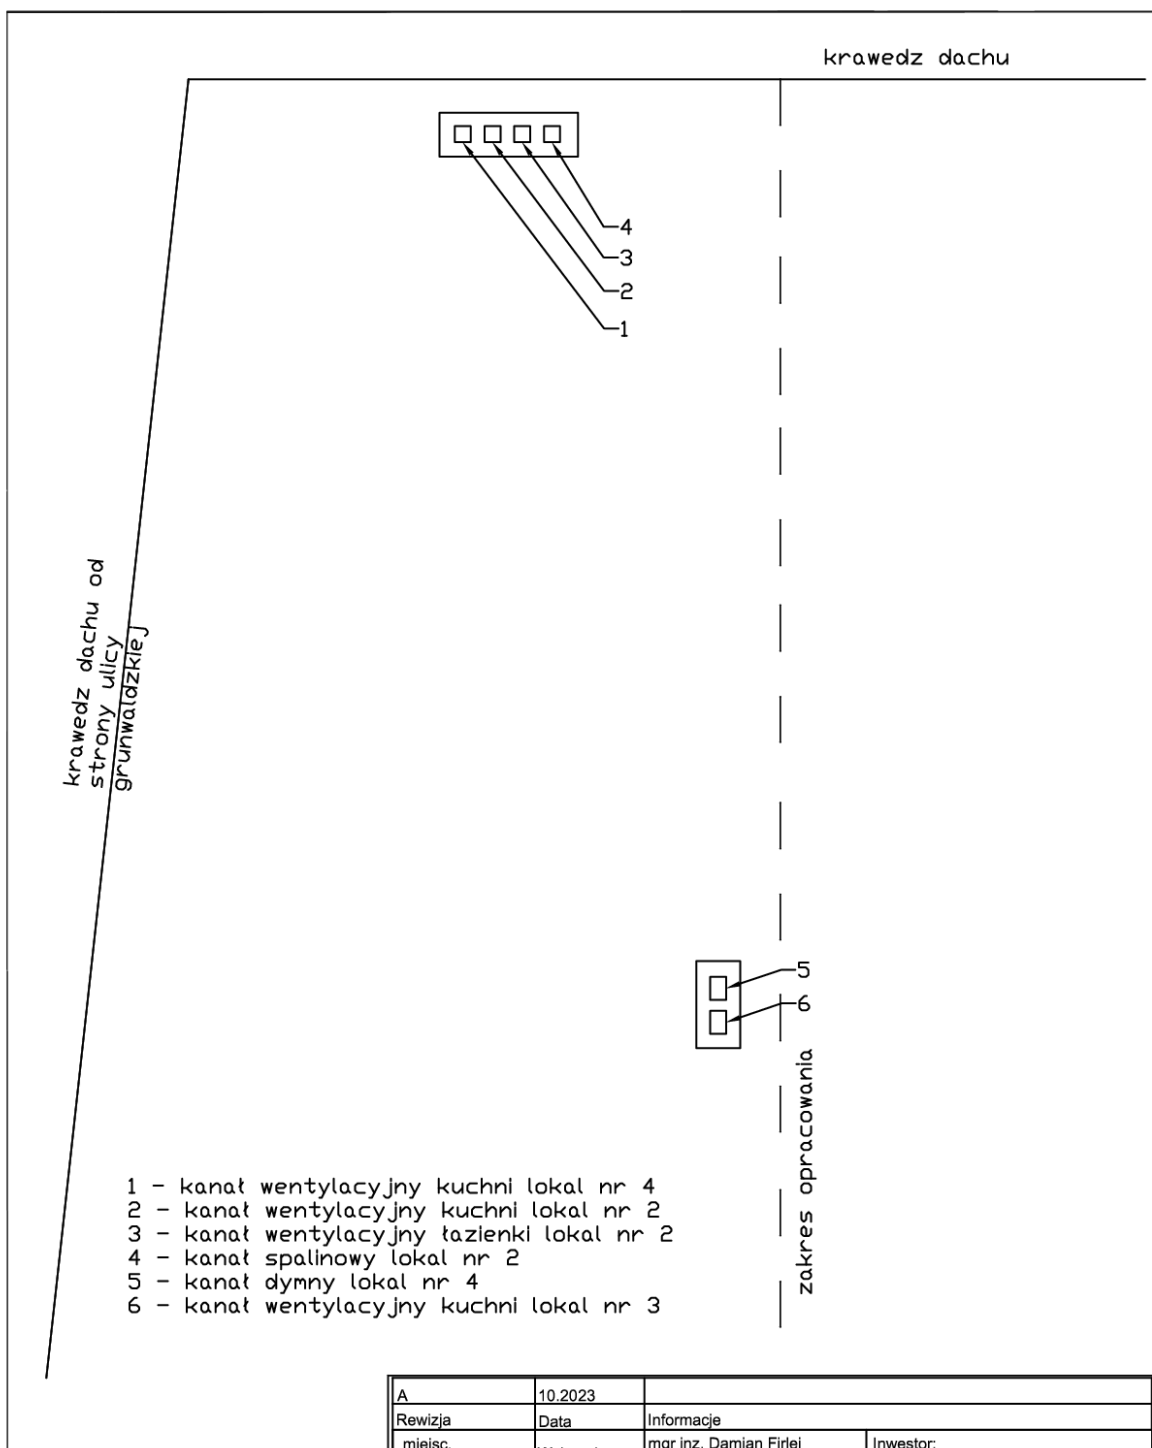 krawedz dachu
4
3
2
1
krawedz dachu od
strony ulicy
grunwaldzkiej
5
6
zakres opracowania
1 - kanał wentylacyjny kuchni lokal nr 4
2 - kanał wentylacyjny kuchni lokal nr 2
3 - kanał wentylacyjny łazienki lokal nr 2
4 - kanał spalinowy lokal nr 2
5 - kanał dymny lokal nr 4
6 - kanał wentylacyjny kuchni lokal nr 3
A 10.2023
Rewizja Data Informacje
miejsc. mgr inz. Damian Firlej Inwestor: